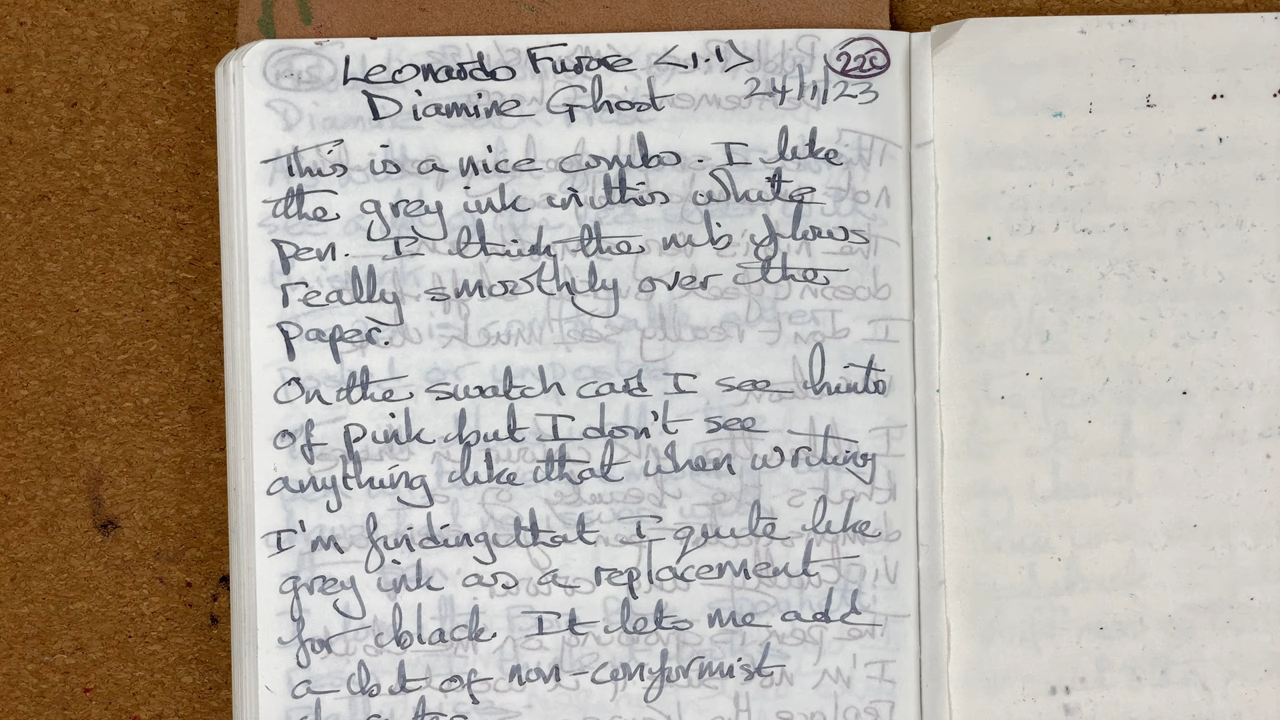 Leonardo Furore <1.1>
220
Diamine Ghost
24/1/23
This is a nice combo. I like
the grey ink in this white
pen. I think the nib flows
really smoothly over the
paper.
On the swatch card I see hints
of pink but I don't see
anything like that when writing
I'm finding that I quite like
grey ink as a replacement
for black. It lets me add
a bit of non-conformist